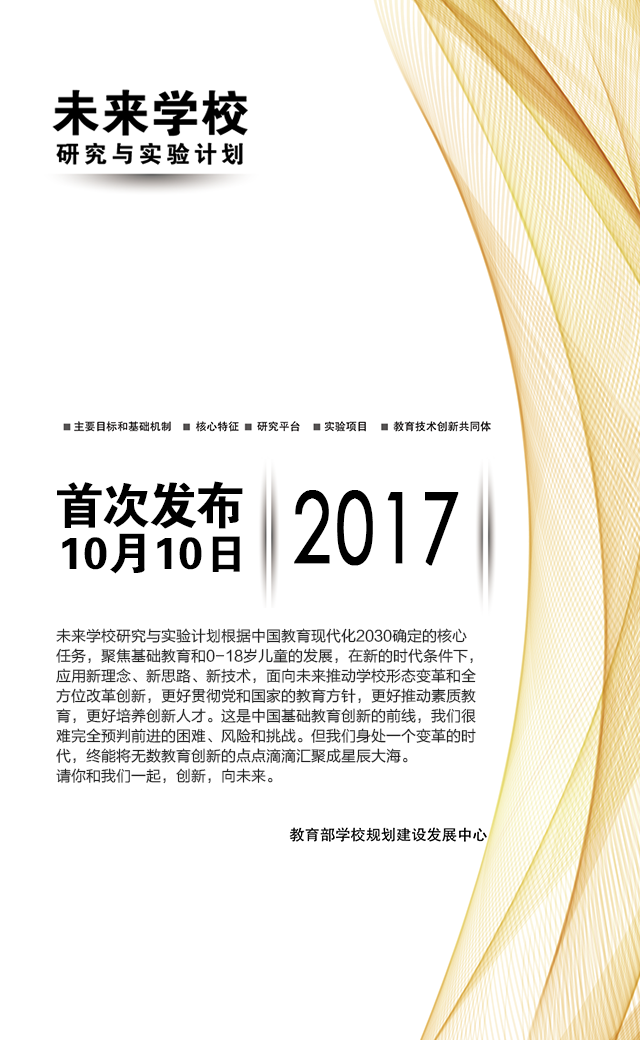 未来学校
研究与实验计划
■主要目标和基础机制 ■ 核心特征 ■ 研究平台 ■实验项目 ■ 教育技术创新共同体
首次发布
10月10日
2017
未来学校研究与实验计划根据中国教育现代化2030确定的核心
任务，聚焦基础教育和0-18岁儿童的发展，在新的时代条件下，
应用新理念、新思路、新技术，面向未来推动学校形态变革和全
方位改革创新，更好贯彻党和国家的教育方针，更好推动素质教
育，更好培养创新人才。这是中国基础教育创新的前线，我们很
难完全预判前进的困难、风险和挑战。但我们身处一个变革的时
代，终能将无数教育创新的点点滴滴汇聚成星辰大海。
请你和我们一起，创新，向未来。
教育部学校规划建设发展中心